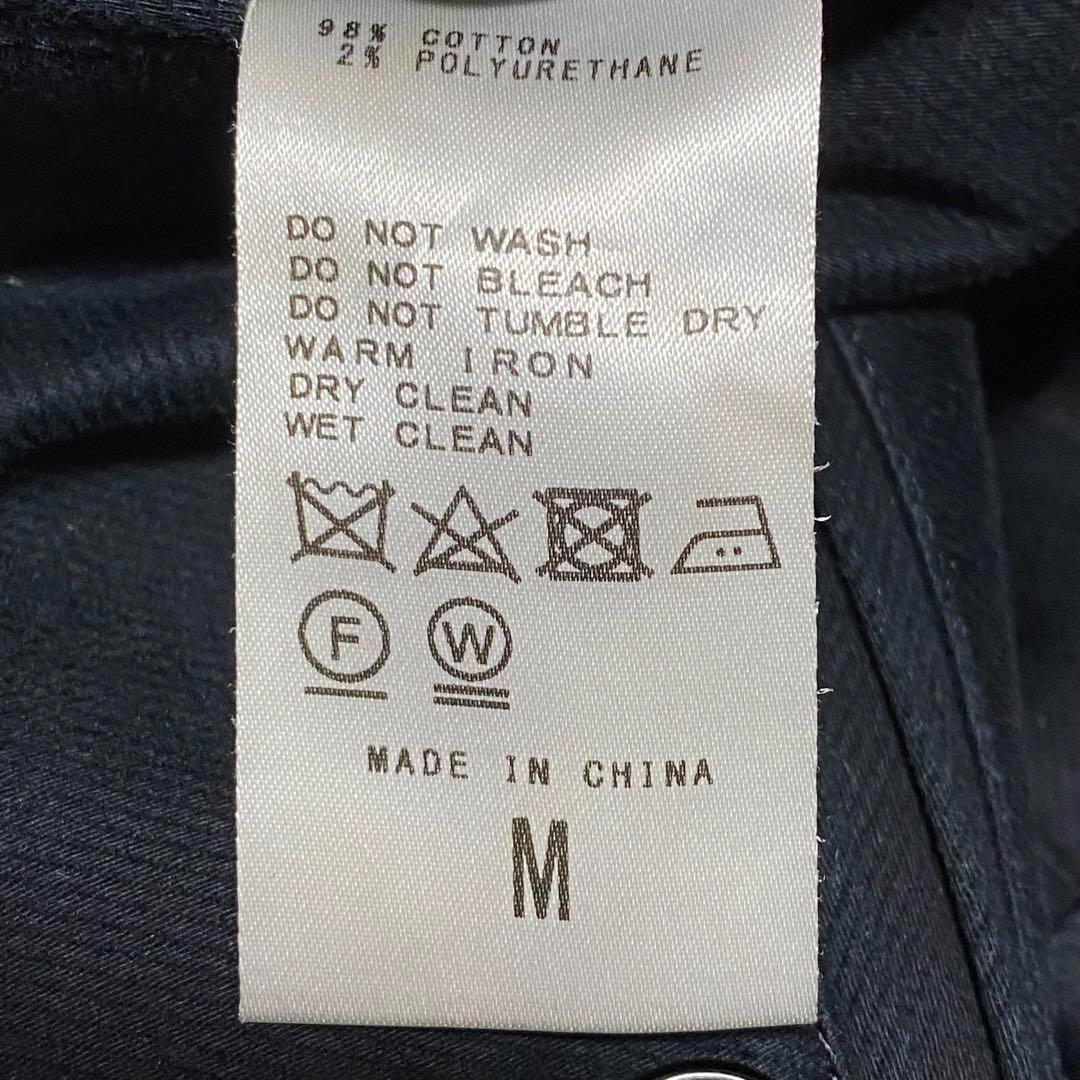 98% COTTON
2% POLYURETHANE
DO NOT WASH
DO NOT BLEACH
DO NOT TUMBLE DRY
WARM IRON
DRY CLEAN
WET CLEAN
F W
MADE IN CHINA
M